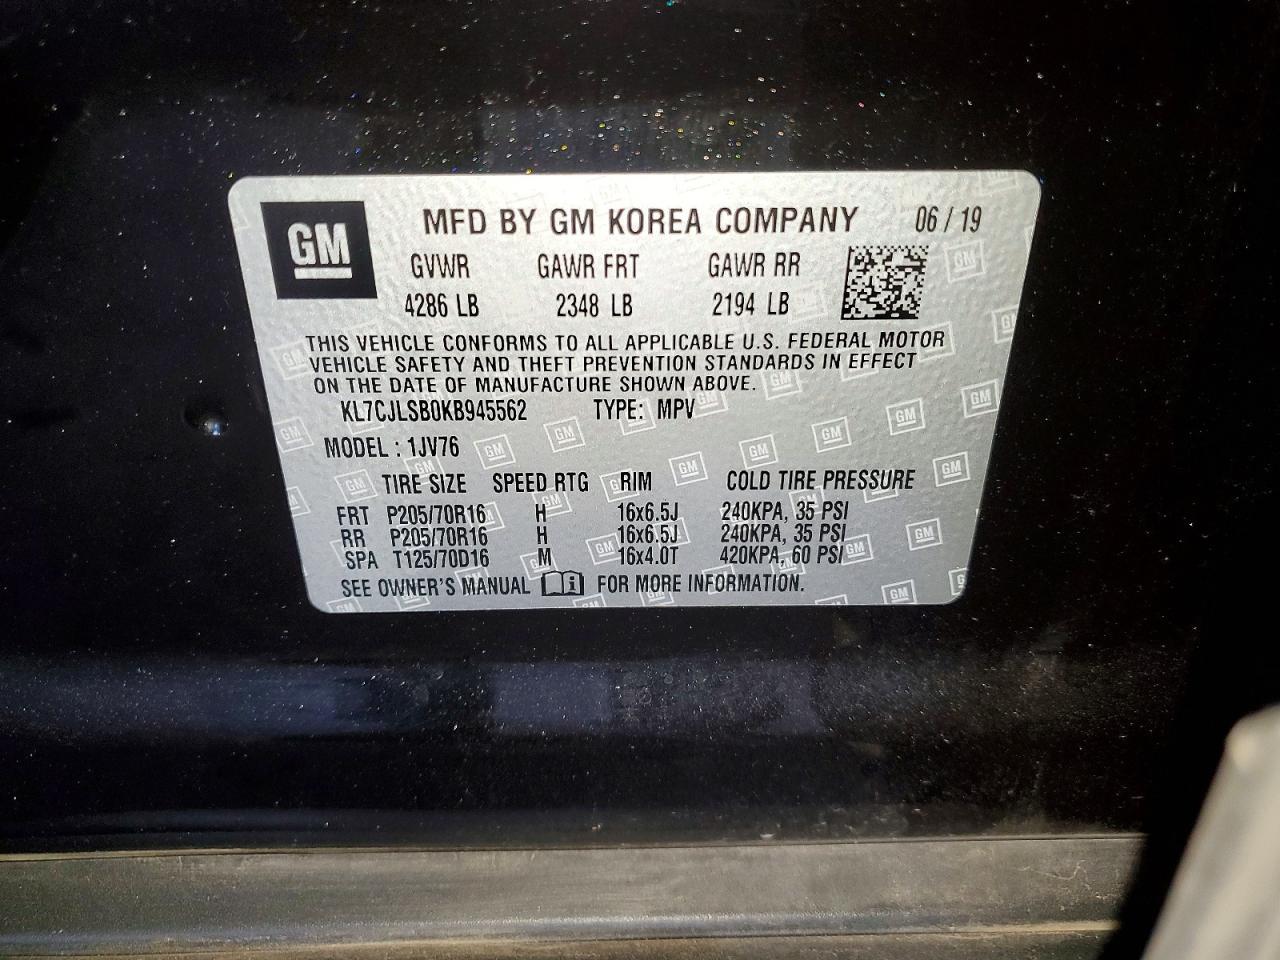 GM MFD BY GM KOREA COMPANY 06 / 19
GVWR GAWR FRT GAWR RR
4286 LB 2348 LB 2194 LB
THIS VEHICLE CONFORMS TO ALL APPLICABLE U.S. FEDERAL MOTOR
VEHICLE SAFETY AND THEFT PREVENTION STANDARDS IN EFFECT
ON THE DATE OF MANUFACTURE SHOWN ABOVE.
KL7CJLSB0KB945562 TYPE: MPV
MODEL : 1JV76
TIRE SIZE SPEED RTG RIM COLD TIRE PRESSURE
FRT P205/70R16 H 16x6.5J 240KPA, 35 PSI
RR P205/70R16 H 16x6.5J 240KPA, 35 PSI
SPA T125/70D16 M 16x4.0T 420KPA, 60 PSI
SEE OWNER'S MANUAL FOR MORE INFORMATION.